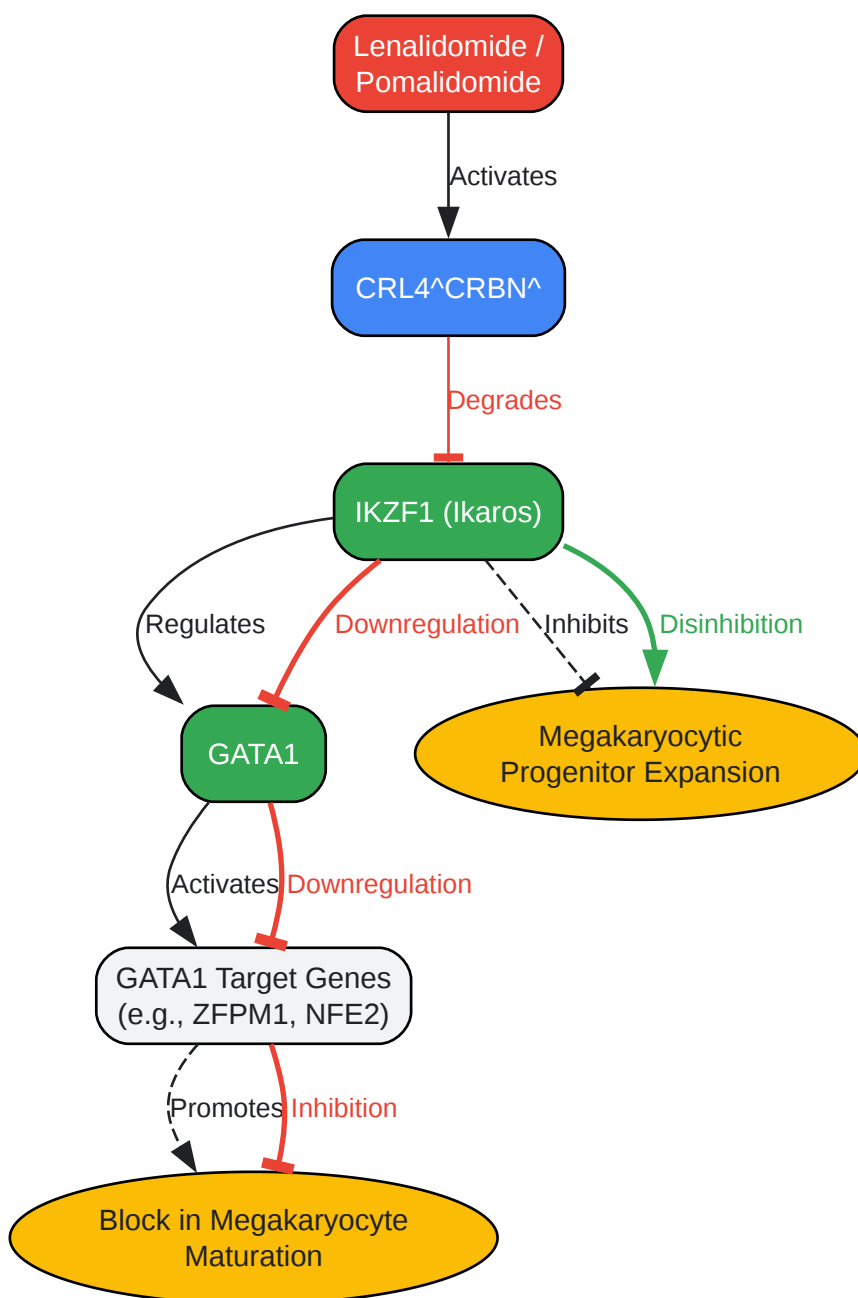 Lenalidomide /
Pomalidomide
Activates
CRL4^CRBN^
Degrades
IKZF1 (Ikaros)
Regulates
Downregulation
Inhibits
Disinhibition
GATA1
Megakaryocytic
Progenitor Expansion
Activates
Downregulation
GATA1 Target Genes
(e.g., ZFPM1, NFE2)
Promotes
Inhibition
Block in Megakaryocyte
Maturation